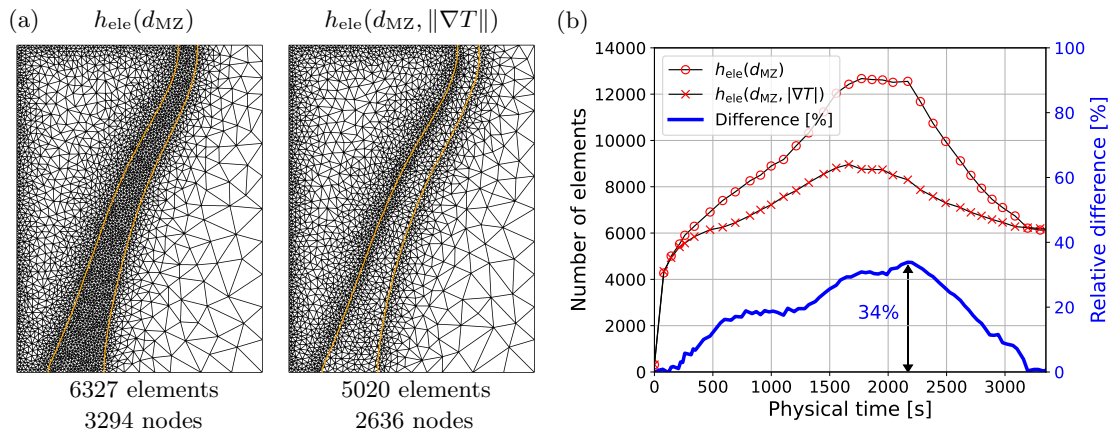 (a)
h_ele(d_MZ)
h_ele(d_MZ, ‖∇T‖)
6327 elements
3294 nodes
5020 elements
2636 nodes
(b)
h_ele(d_MZ)
h_ele(d_MZ, |∇T|)
Difference [%]
14000
12000
10000
8000
6000
4000
2000
0
Number of elements
100
80
60
40
20
0
Relative difference [%]
34%
0
500
1000
1500
2000
2500
3000
Physical time [s]